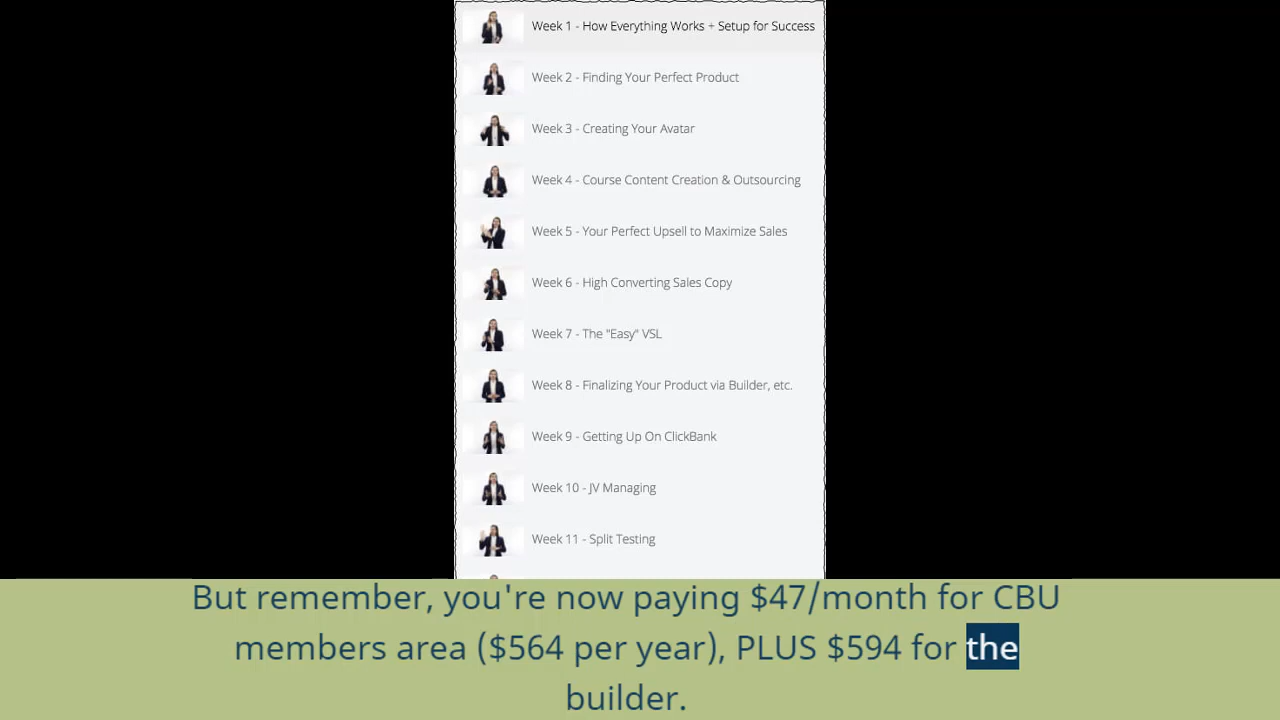 Week 1 - How Everything Works + Setup for Success
Week 2 - Finding Your Perfect Product
Week 3 - Creating Your Avatar
Week 4 - Course Content Creation & Outsourcing
Week 5 - Your Perfect Upsell to Maximize Sales
Week 6 - High Converting Sales Copy
Week 7 - The "Easy" VSL
Week 8 - Finalizing Your Product via Builder, etc.
Week 9 - Getting Up On ClickBank
Week 10 - JV Managing
Week 11 - Split Testing
But remember, you're now paying $47/month for CBU
members area ($564 per year), PLUS $594 for the
builder.